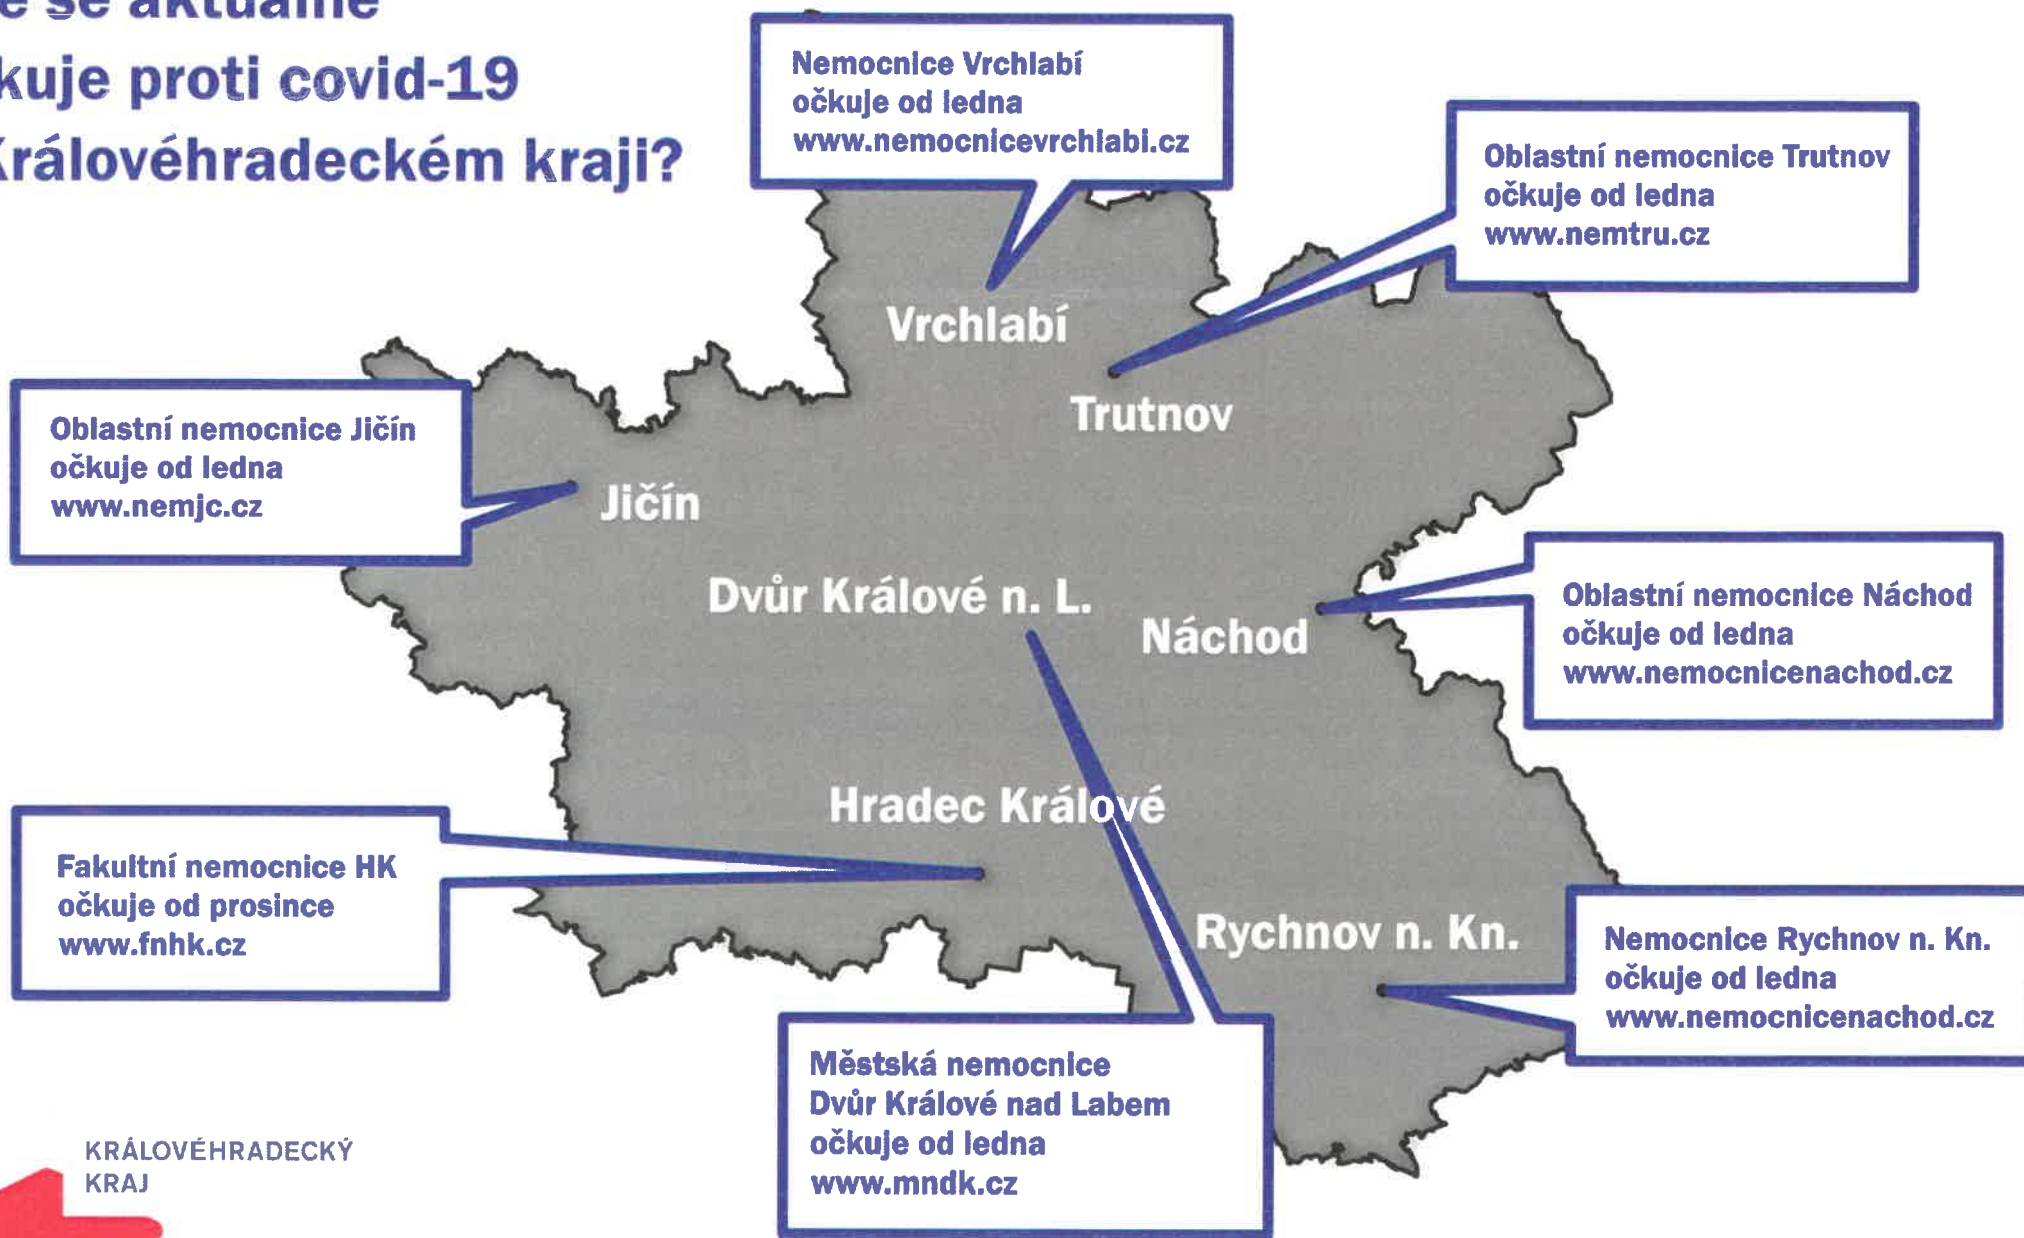 se aktuálně
kuje proti covid-19
Královéhradeckém kraji?
Nemocnice Vrchlabí
očkuje od ledna
www.nemocnicevrchlabi.cz
Oblastní nemocnice Trutnov
očkuje od ledna
www.nemtru.cz
Vrchlabí
Trutnov
Oblastní nemocnice Jičín
očkuje od ledna
www.nemjc.cz
Jičín
Dvůr Králové n. L.
Náchod
Oblastní nemocnice Náchod
očkuje od ledna
www.nemocnicenachod.cz
Hradec Králové
Fakultní nemocnice HK
očkuje od prosince
www.fnhk.cz
Rychnov n. Kn.
Nemocnice Rychnov n. Kn.
očkuje od ledna
www.nemocnicenachod.cz
Městská nemocnice
Dvůr Králové nad Labem
očkuje od ledna
www.mndk.cz
KRÁLOVÉHRADECKÝ
KRAJ